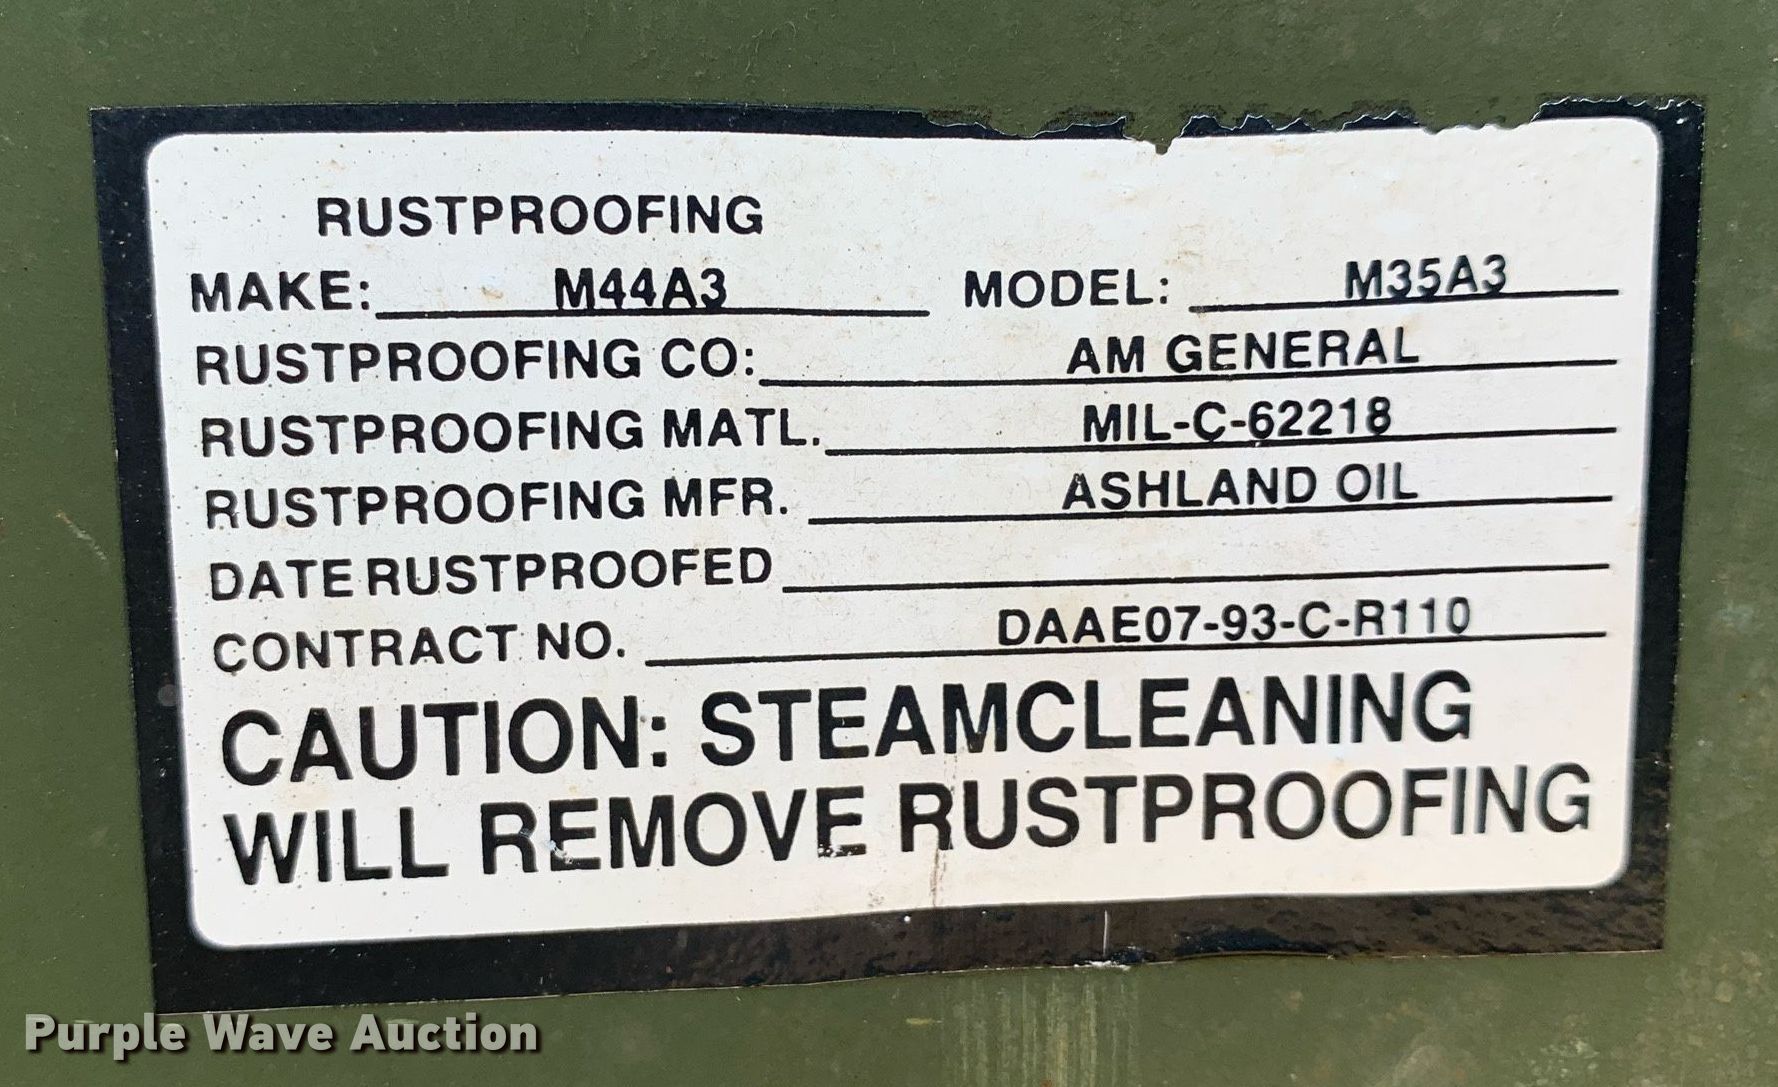 RUSTPROOFING
MAKE: M44A3 MODEL: M35A3
RUSTPROOFING CO: AM GENERAL
RUSTPROOFING MATL. MIL-C-62218
RUSTPROOFING MFR. ASHLAND OIL
DATE RUSTPROOFED
CONTRACT NO. DAAE07-93-C-R110
CAUTION: STEAMCLEANING
WILL REMOVE RUSTPROOFING
Purple Wave Auction